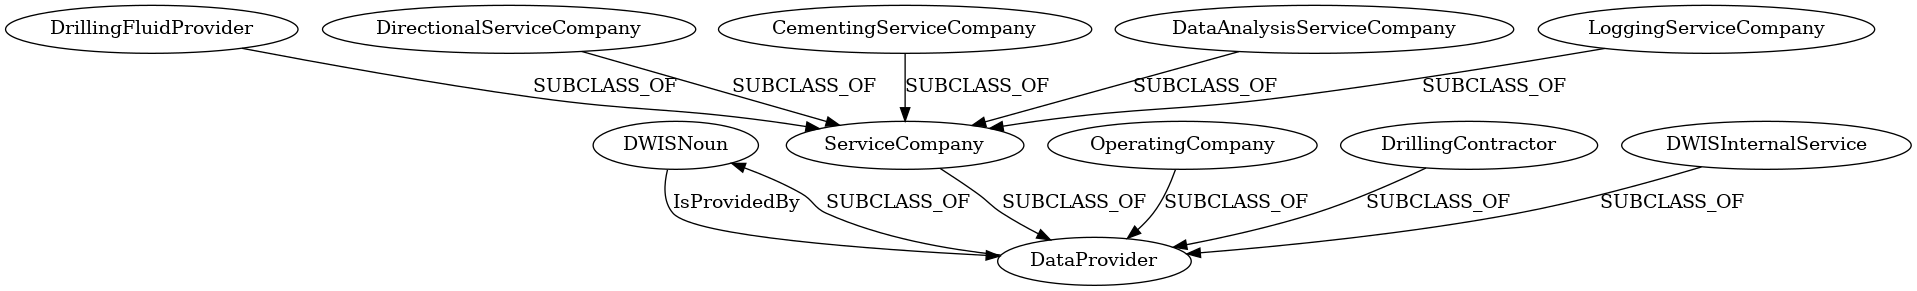 DrillingFluidProvider
DirectionalServiceCompany
CementingServiceCompany
DataAnalysisServiceCompany
LoggingServiceCompany
SUBCLASS_OF
SUBCLASS_OF
SUBCLASS_OF
SUBCLASS_OF
SUBCLASS_OF
DWISNoun
ServiceCompany
OperatingCompany
DrillingContractor
DWISInternalService
IsProvidedBy
SUBCLASS_OF
SUBCLASS_OF
SUBCLASS_OF
SUBCLASS_OF
SUBCLASS_OF
DataProvider